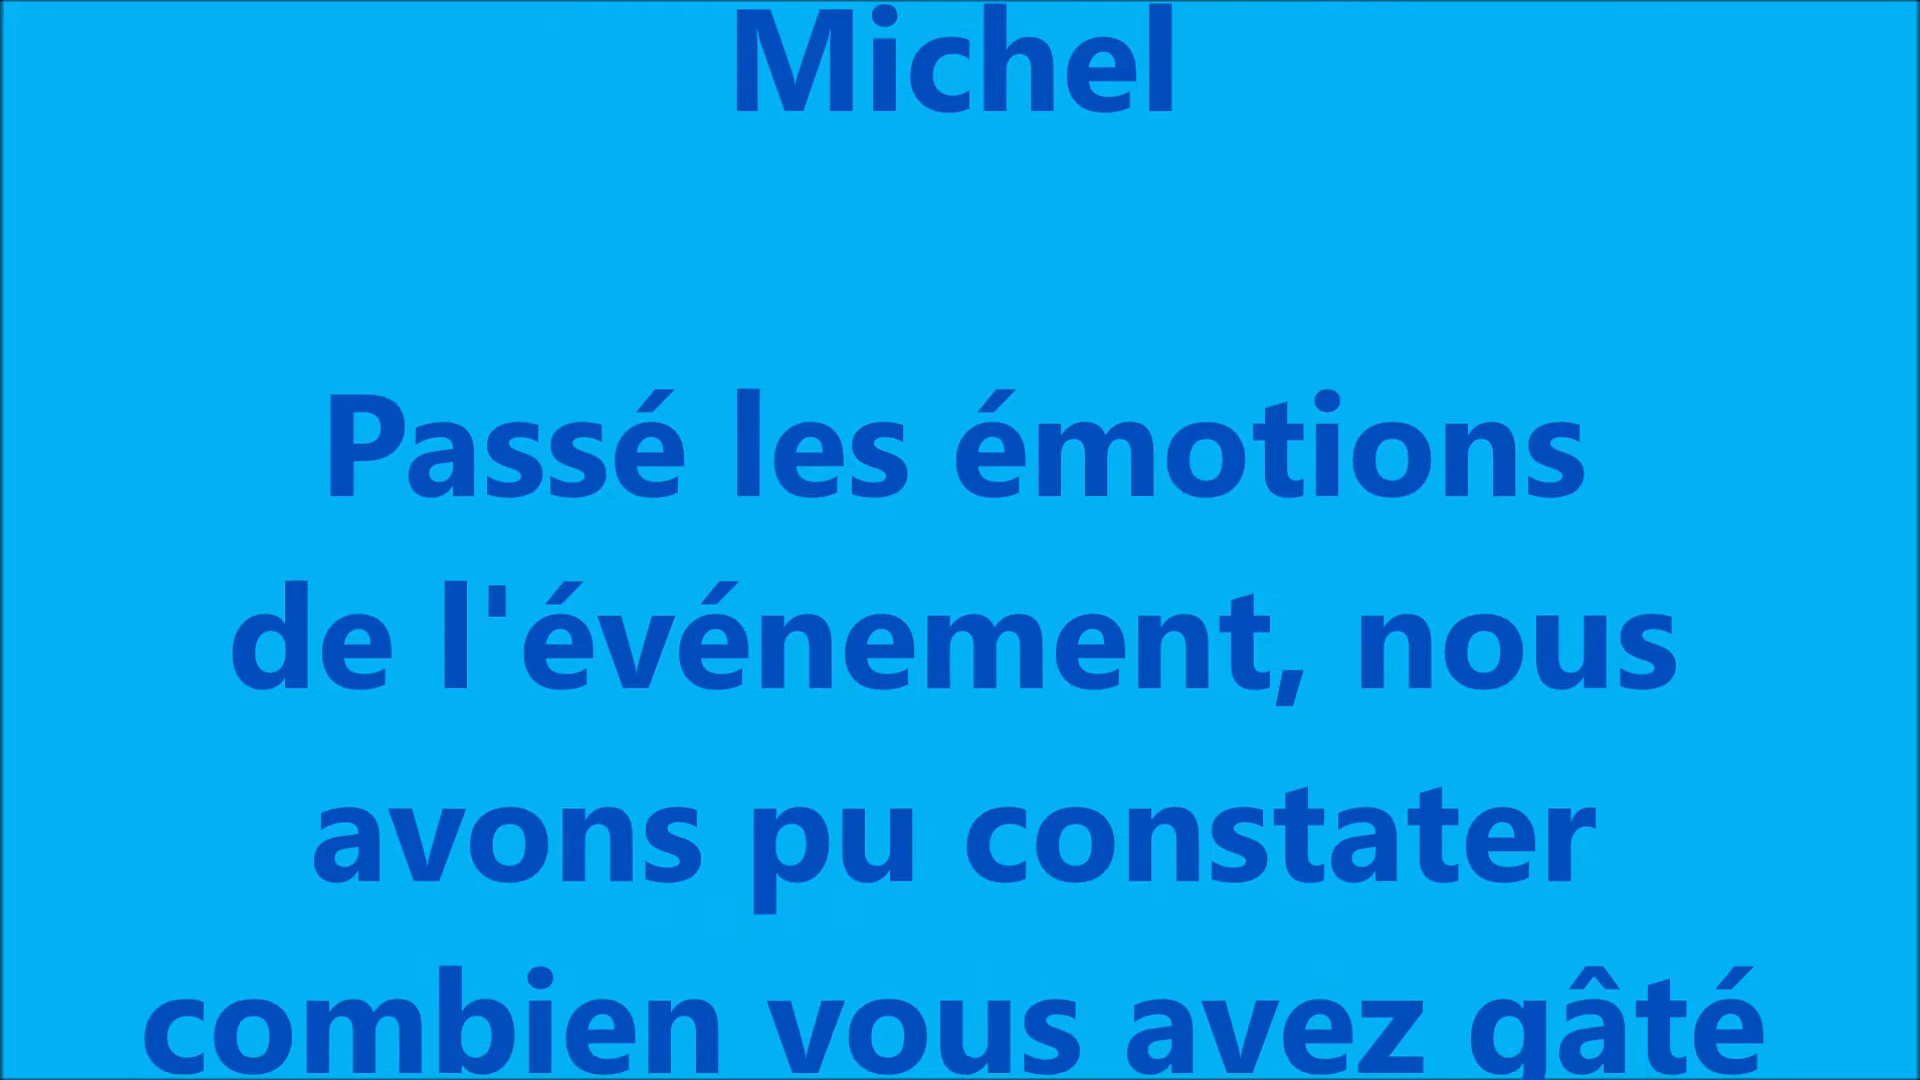 Michel
Passé les émotions
de l'événement, nous
avons pu constater
combien vous avez gâté